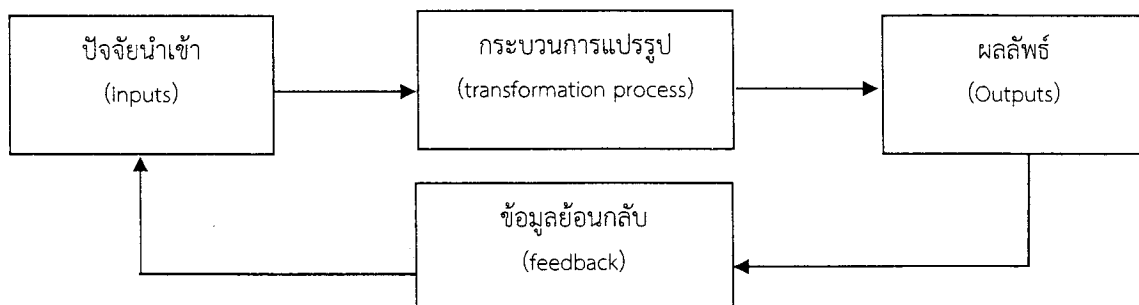 ปัจจัยนำเข้า
(Inputs)
กระบวนการแปรรูป
(transformation process)
ผลลัพธ์
(Outputs)
ข้อมูลย้อนกลับ
(feedback)